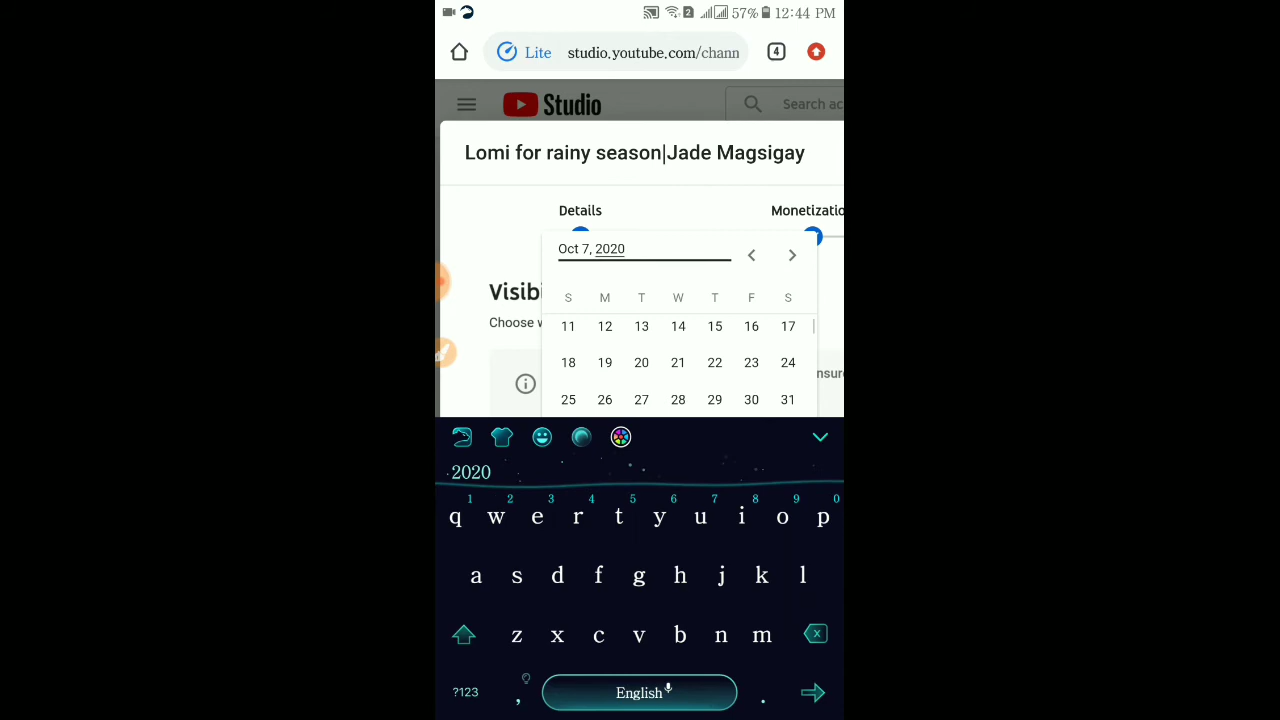 2 57% 12:44 PM
Lite studio.youtube.com/chann 4
Studio Search ac
Lomi for rainy season|Jade Magsigay
Details Monetizatio
Oct 7, 2020
Visibi
S M T W T F S
Choose w
11 12 13 14 15 16 17
18 19 20 21 22 23 24
nsure
25 26 27 28 29 30 31
2020
1 2 3 4 5 6 7 8 9 0
q w e r t y u i o p
a s d f g h j k l
z x c v b n m
?123 , English .